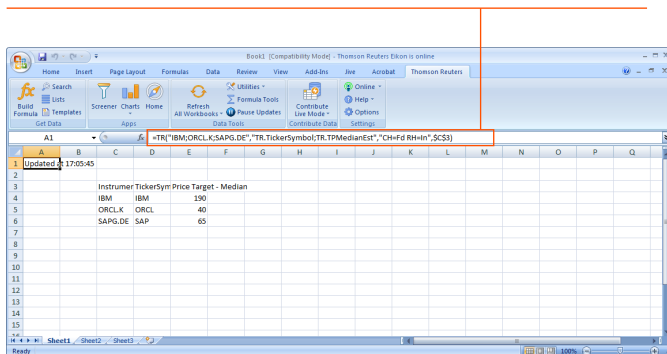 Book1 [Compatibility Mode] - Thomson Reuters Eikon is online
Home Insert Page Layout Formulas Data Review View Add-Ins Jive Acrobat Thomson Reuters
Build Formula Search Lists Templates Screener Charts Home Refresh All Workbooks Utilities Formula Tools Pause Updates Contribute Live Mode Online Help Options
Get Data Apps Data Tools Contribute Data Settings
A1 fx =TR("IBM;ORCL.K;SAPG.DE","TR.TickerSymbol;TR.TPMedianEst","CH=Fd RH=In",$C$3)
A B C D E F G H I J K L M N O P Q
1 Updated at 17:05:45
2
3 Instrumer TickerSym Price Target - Median
4 IBM IBM 190
5 ORCL.K ORCL 40
6 SAPG.DE SAP 65
7
8
9
10
11
12
13
14
15
Sheet1 Sheet2 Sheet3
Ready 100%